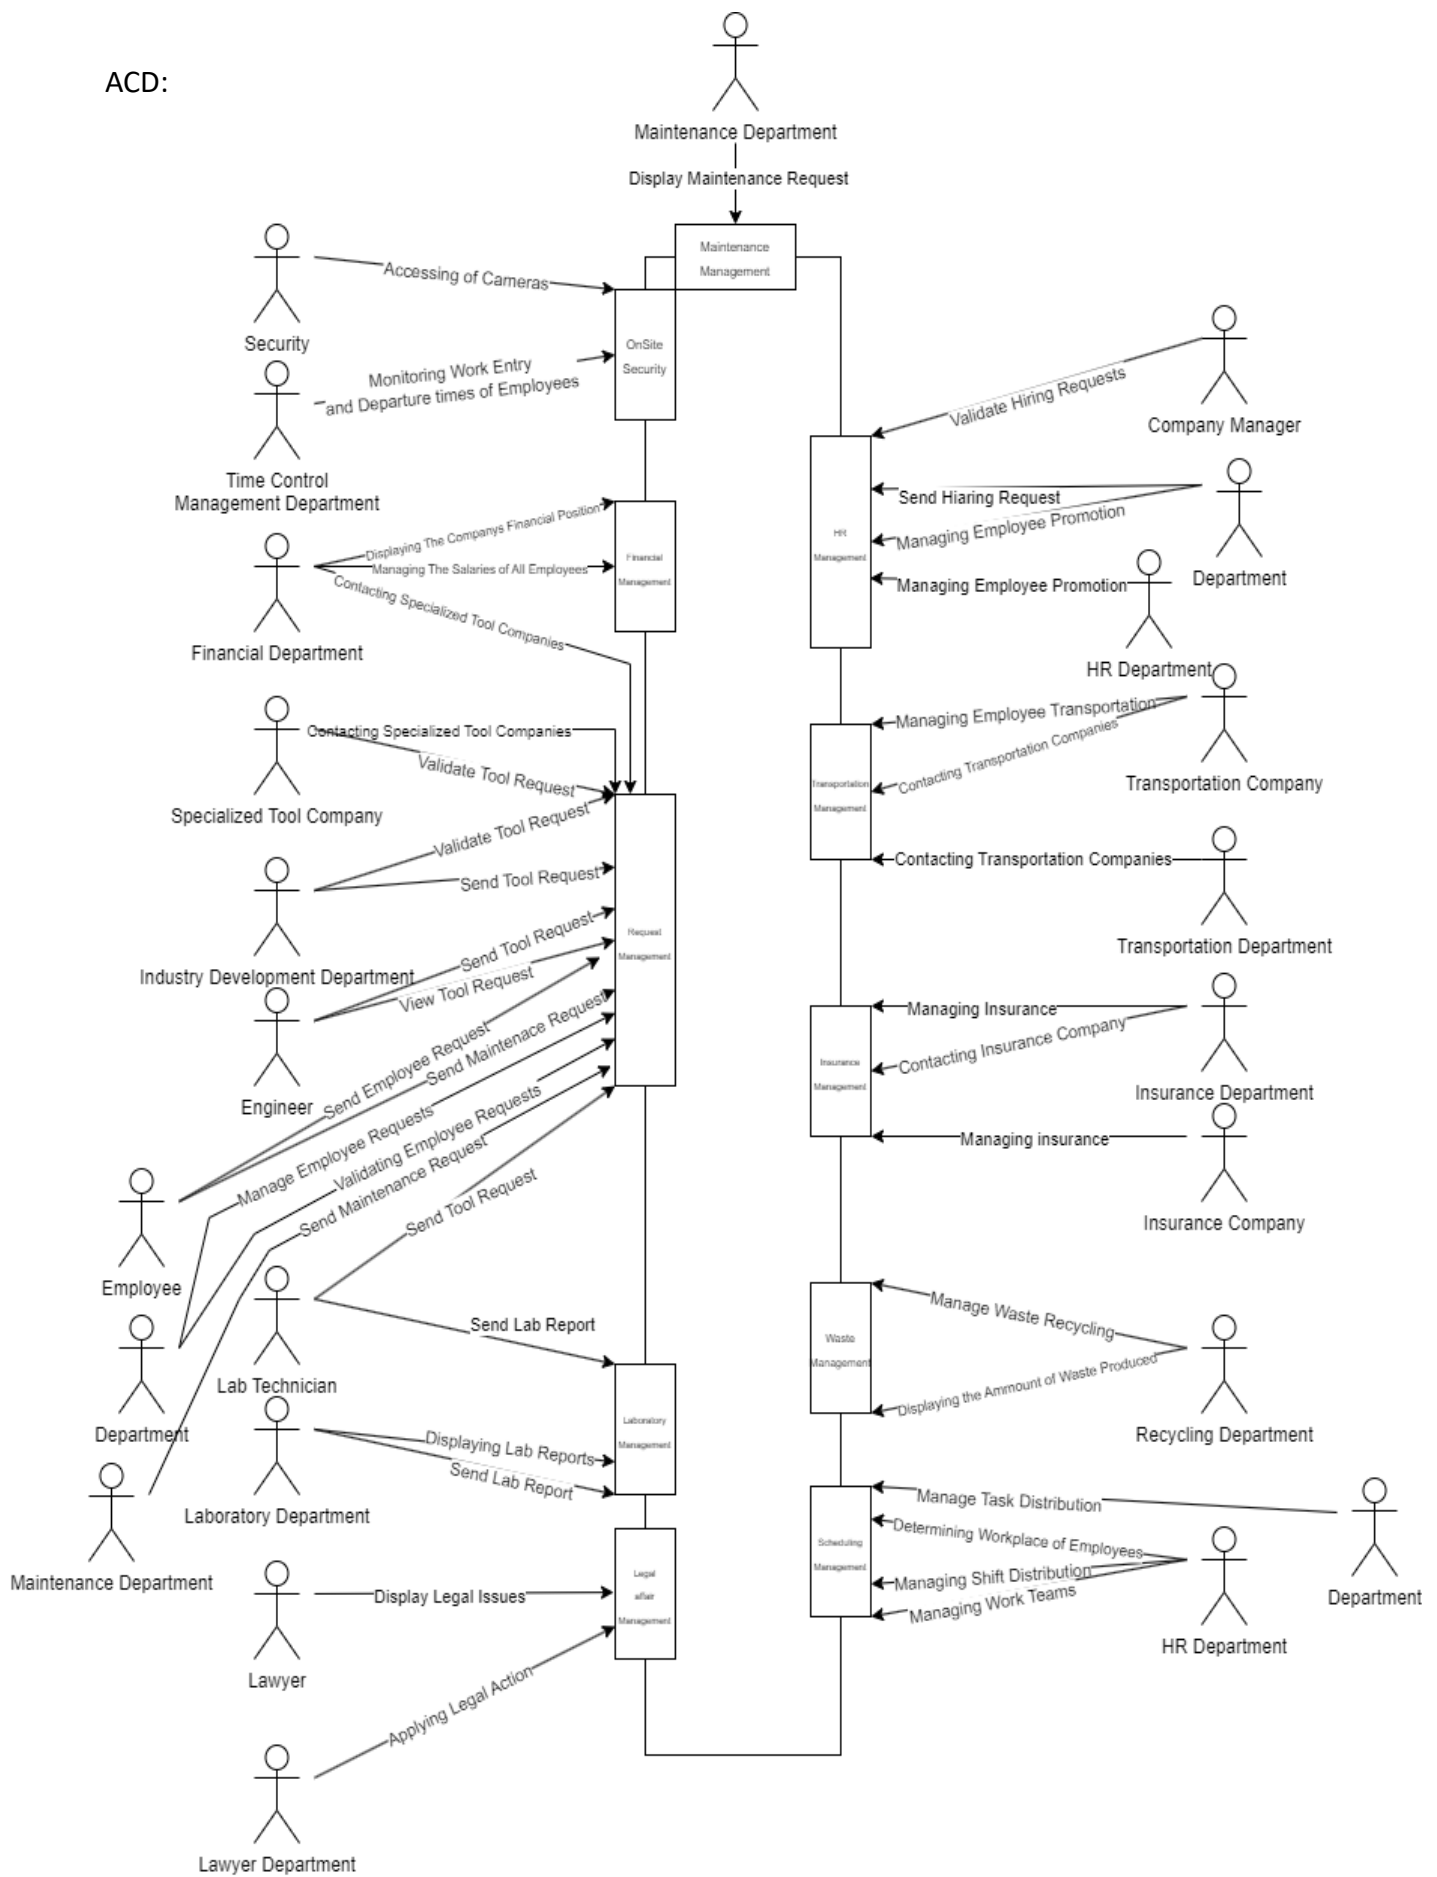 ACD:
Maintenance Department
Display Maintenance Request
Maintenance
Management
Accessing of Cameras
Security
OnSite
Security
Monitoring Work Entry
and Departure times of Employees
Time Control
Management Department
Displaying The Companys Financial Position
Managing The Salaries of All Employees
Contacting Specialized Tool Companies
Financial
Management
Financial Department
Contacting Specialized Tool Companies
Validate Tool Request
Specialized Tool Company
Validate Tool Request
Send Tool Request
Industry Development Department
Request
Management
Send Tool Request
View Tool Request
Engineer
Send Employee Request
Send Maintenace Request
Employee
Manage Employee Requests
Validating Employee Requests
Department
Send Maintenance Request
Maintenance Department
Send Tool Request
Send Lab Report
Lab Technician
Laboratory
Management
Displaying Lab Reports
Send Lab Report
Laboratory Department
Legal
affair
Management
Display Legal Issues
Lawyer
Applying Legal Action
Lawyer Department
Validate Hiring Requests
Company Manager
Send Hiaring Request
Managing Employee Promotion
Department
HR
Management
Managing Employee Promotion
HR Department
Managing Employee Transportation
Contacting Transportation Companies
Transportation Company
Transportation
Management
Contacting Transportation Companies
Transportation Department
Managing Insurance
Contacting Insurance Company
Insurance Department
Insurance
Management
Managing insurance
Insurance Company
Manage Waste Recycling
Waste
Management
Displaying the Ammount of Waste Produced
Recycling Department
Manage Task Distribution
Department
Determining Workplace of Employees
Scheduling
Management
Managing Shift Distribution
Managing Work Teams
HR Department